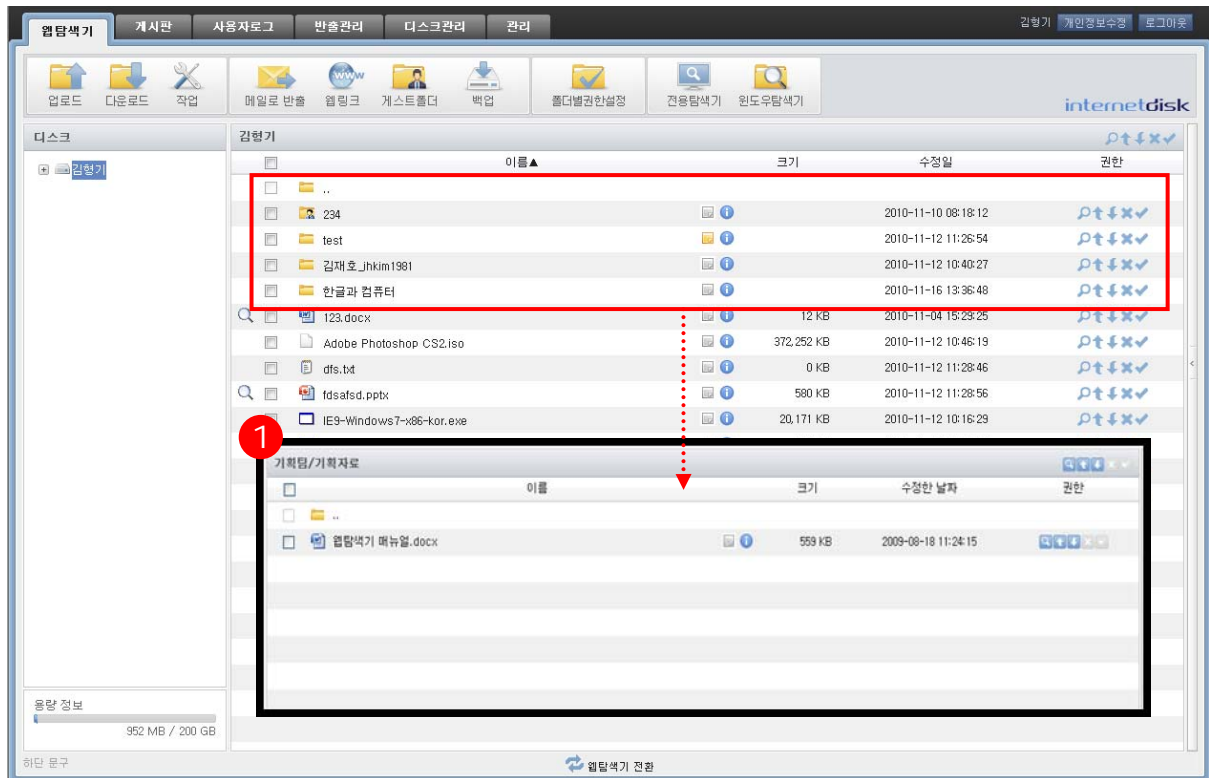 웹탐색기 게시판 사용자로그 반출관리 디스크관리 관리 김형기 개인정보수정 로그아웃
업로드 다운로드 작업 메일로 반출 웹링크 게스트폴더 백업 폴더별권한설정 전용탐색기 윈도우탐색기
www
internetdisk
디스크 김형기
이름▲ 크기 수정일 권한
김형기
..
234 2010-11-10 08:18:12
test 2010-11-12 11:26:54
김재호_jhkim1981 2010-11-12 10:40:27
한글과 컴퓨터 2010-11-16 13:36:48
123.docx 12 KB 2010-11-04 15:29:25
Adobe Photoshop CS2.iso 372,252 KB 2010-11-12 10:46:19
dfs.txt 0 KB 2010-11-12 11:28:46
fdsafsd.pptx 580 KB 2010-11-12 11:28:56
IE9-Windows7-x86-kor.exe 20,171 KB 2010-11-12 10:16:29
1
기획팀/기획자료
이름 크기 수정한 날짜 권한
..
웹탐색기 매뉴얼.docx 559 KB 2009-08-18 11:24:15
용량 정보
952 MB / 200 GB
하단 문구 웹탐색기 전환